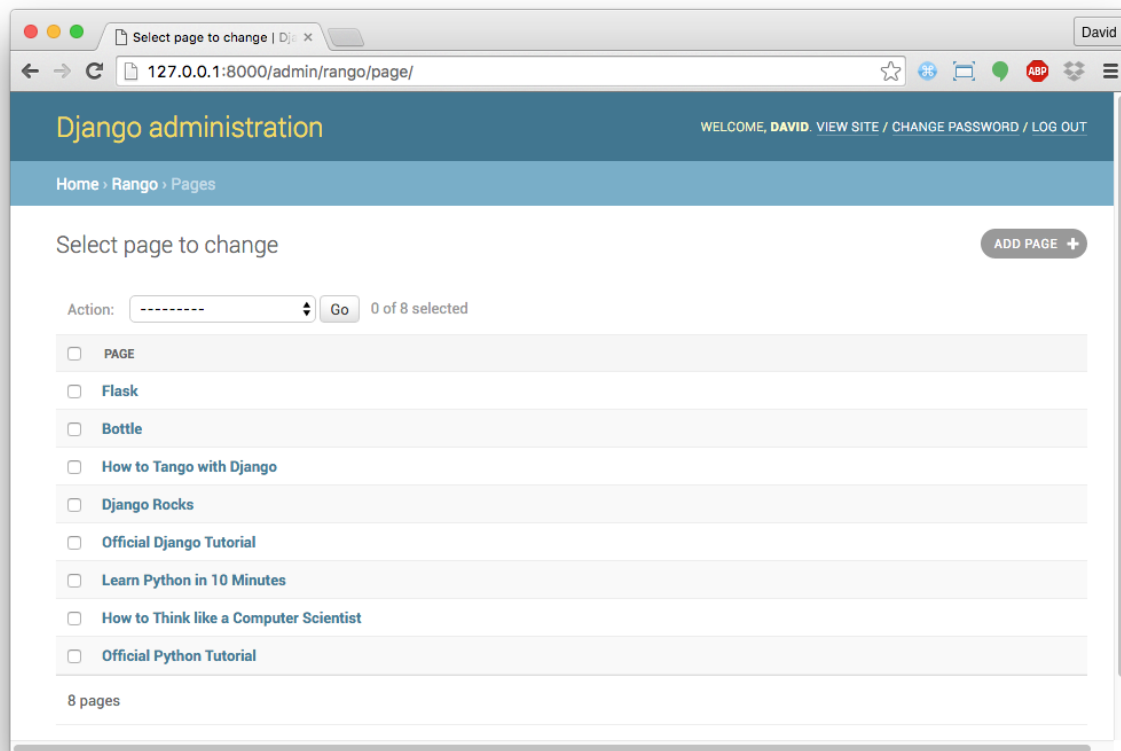 Select page to change | Dja
David
127.0.0.1:8000/admin/rango/page/
ABP
Django administration
WELCOME, DAVID. VIEW SITE / CHANGE PASSWORD / LOG OUT
Home › Rango › Pages
Select page to change
ADD PAGE +
Action: --------- Go 0 of 8 selected
PAGE
Flask
Bottle
How to Tango with Django
Django Rocks
Official Django Tutorial
Learn Python in 10 Minutes
How to Think like a Computer Scientist
Official Python Tutorial
8 pages